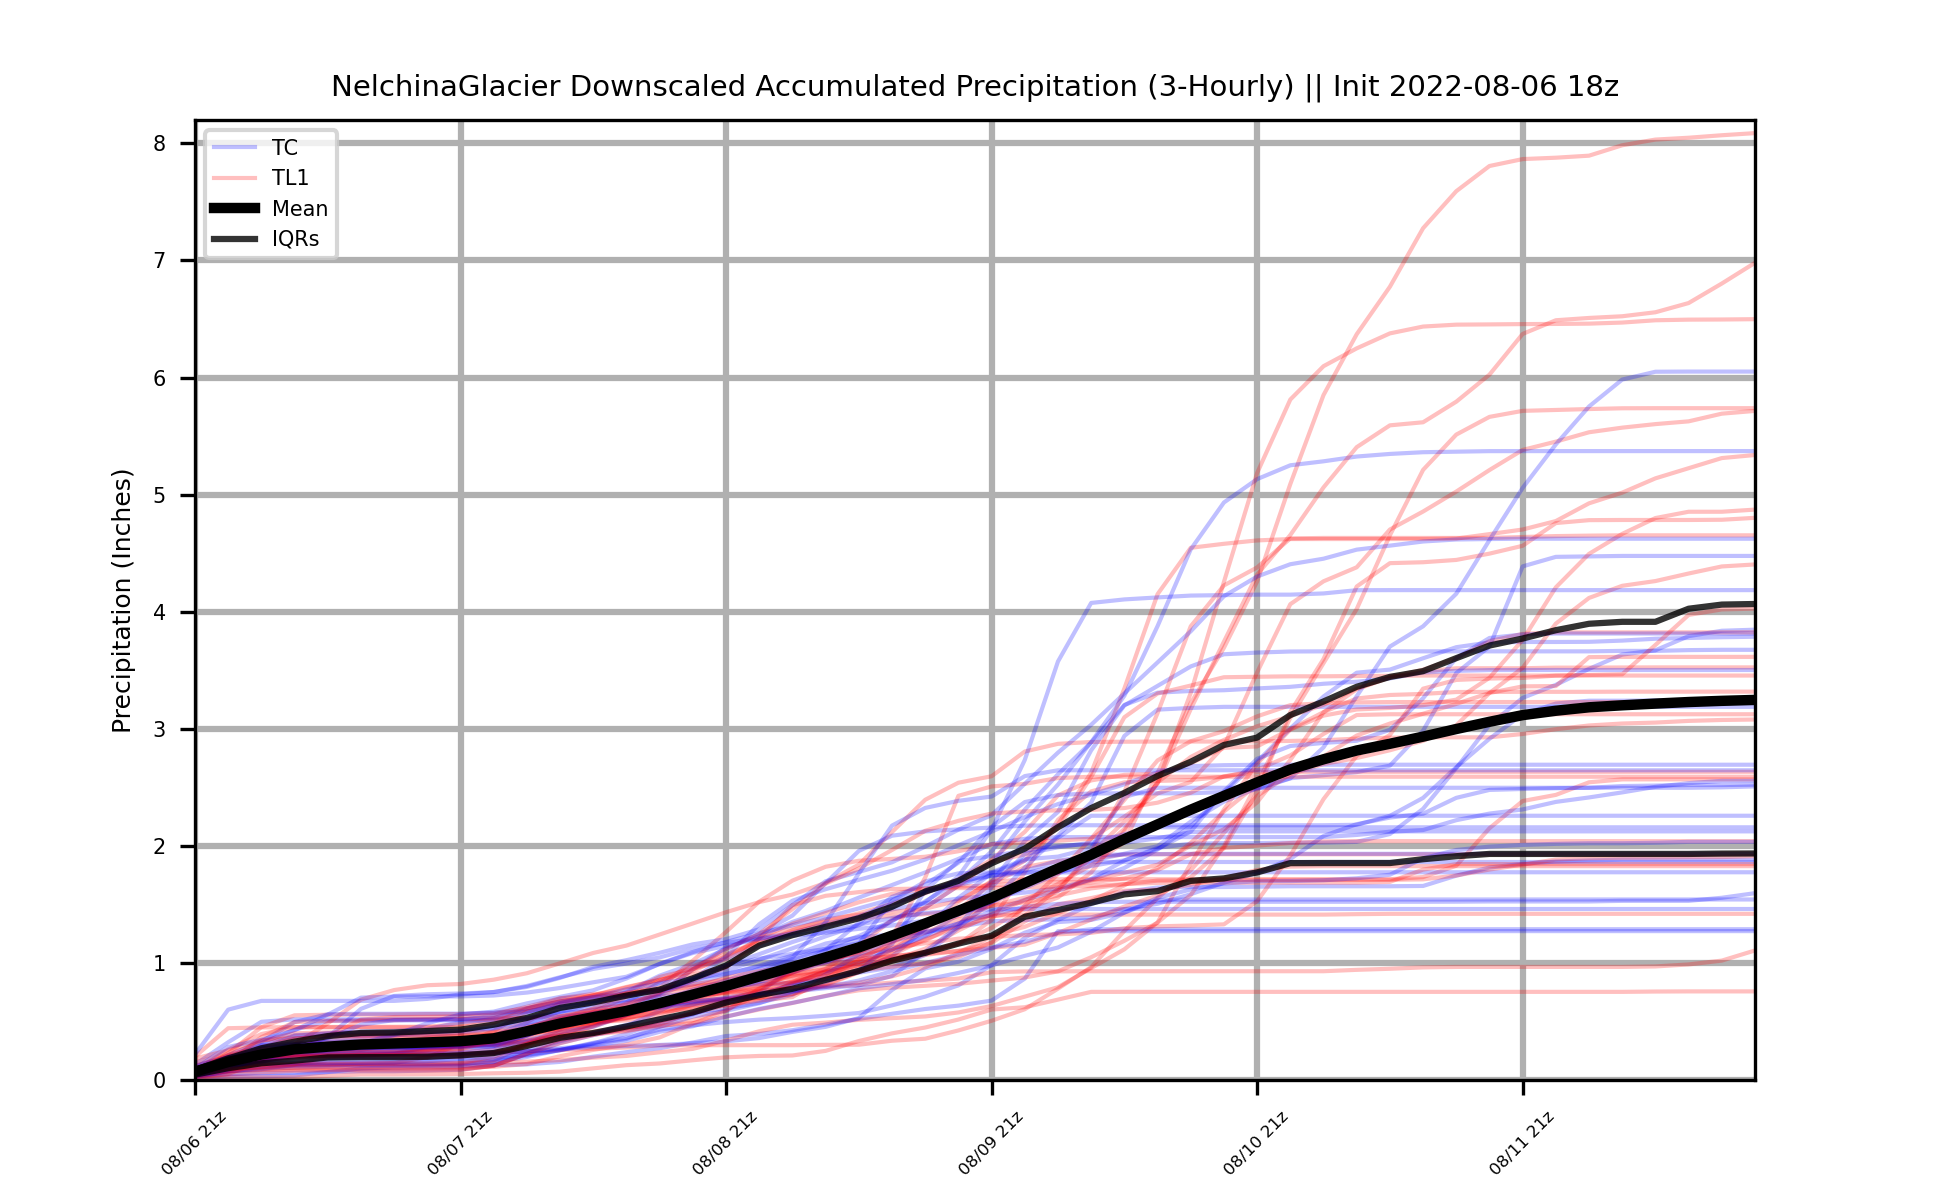 NelchinaGlacier Downscaled Accumulated Precipitation (3-Hourly) || Init 2022-08-06 18z
TC
TL1
Mean
IQRs
Precipitation (Inches)
8
7
6
5
4
3
2
1
0
08/06 21z
08/07 21z
08/08 21z
08/09 21z
08/10 21z
08/11 21z